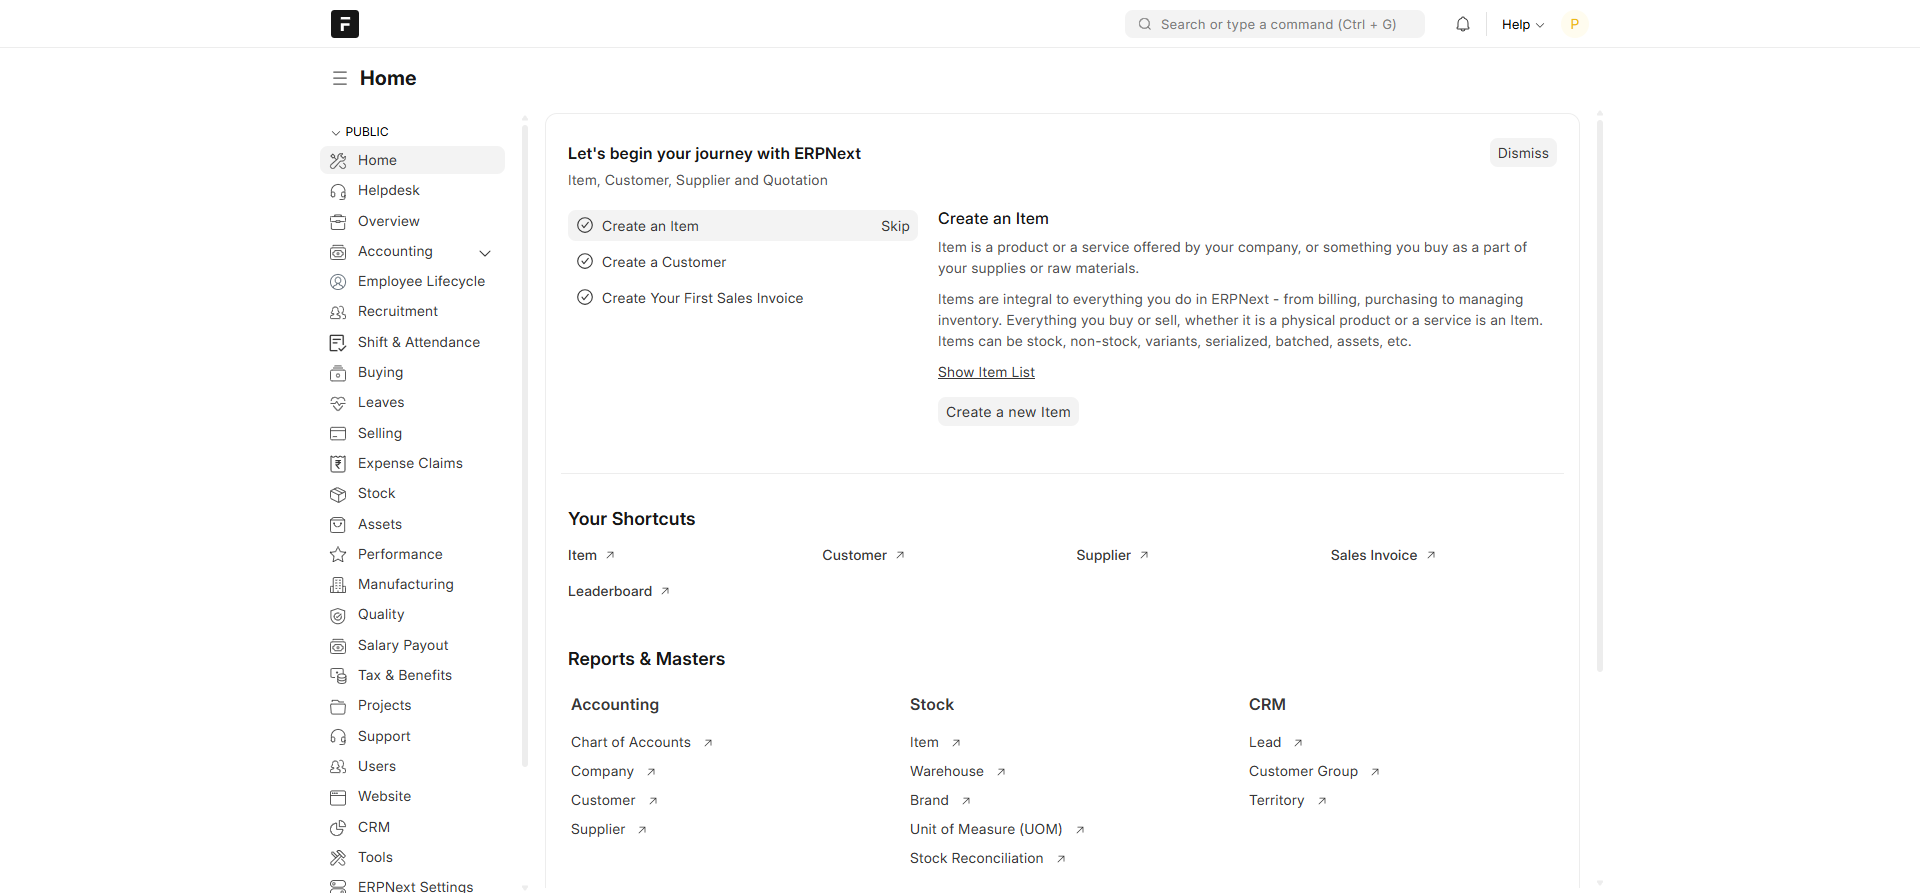 Search or type a command (Ctrl + G)
Help
P
Home
PUBLIC
Home
Helpdesk
Overview
Accounting
Employee Lifecycle
Recruitment
Shift & Attendance
Buying
Leaves
Selling
Expense Claims
Stock
Assets
Performance
Manufacturing
Quality
Salary Payout
Tax & Benefits
Projects
Support
Users
Website
CRM
Tools
ERPNext Settings
Let's begin your journey with ERPNext
Dismiss
Item, Customer, Supplier and Quotation
Create an Item
Skip
Create a Customer
Create Your First Sales Invoice
Create an Item
Item is a product or a service offered by your company, or something you buy as a part of
your supplies or raw materials.
Items are integral to everything you do in ERPNext - from billing, purchasing to managing
inventory. Everything you buy or sell, whether it is a physical product or a service is an Item.
Items can be stock, non-stock, variants, serialized, batched, assets, etc.
Show Item List
Create a new Item
Your Shortcuts
Item
Customer
Supplier
Sales Invoice
Leaderboard
Reports & Masters
Accounting
Chart of Accounts
Company
Customer
Supplier
Stock
Item
Warehouse
Brand
Unit of Measure (UOM)
Stock Reconciliation
CRM
Lead
Customer Group
Territory